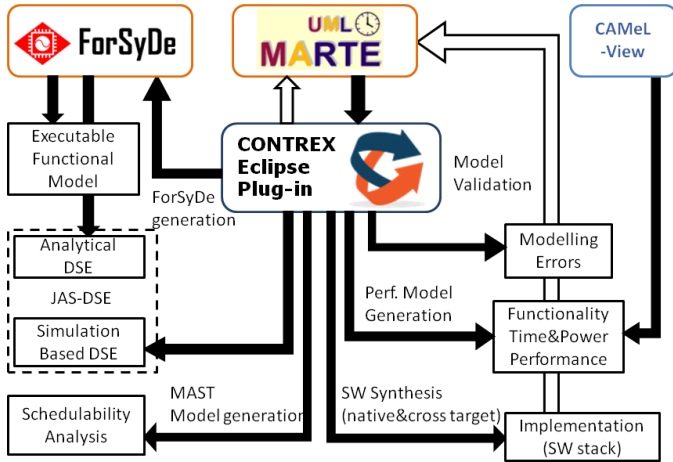 ForSyDe
UML
MARTE
CAMeL
-View
Executable
Functional
Model
CONTREX
Eclipse
Plug-in
Model
Validation
ForSyDe
generation
Analytical
DSE
JAS-DSE
Simulation
Based DSE
Modelling
Errors
Perf. Model
Generation
Functionality
Time&Power
Performance
MAST
Model generation
SW Synthesis
(native&cross target)
Schedulability
Analysis
Implementation
(SW stack)